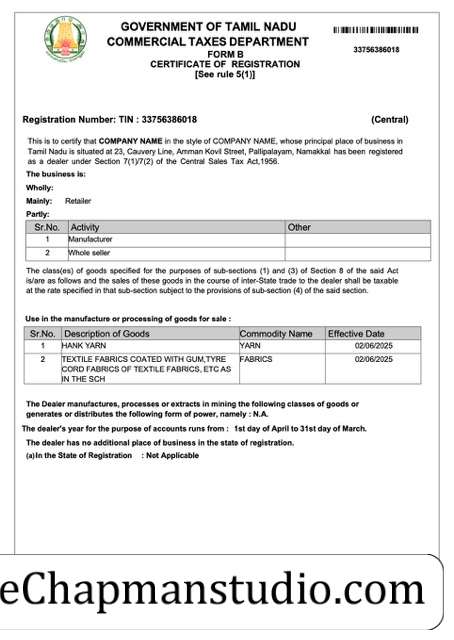 GOVERNMENT OF TAMIL NADU
COMMERCIAL TAXES DEPARTMENT
FORM B
CERTIFICATE OF REGISTRATION
[See rule 5(1)]
33756386018
Registration Number: TIN : 33756386018 (Central)
This is to certify that COMPANY NAME in the style of COMPANY NAME, whose principal place of business in
Tamil Nadu is situated at 23, Cauvery Line, Amman Kovil Street, Pallipalayam, Namakkal has been registered
as a dealer under Section 7(1)/7(2) of the Central Sales Tax Act,1956.
The business is:
Wholly:
Mainly: Retailer
Partly:
Sr.No. Activity Other
1 Manufacturer
2 Whole seller
The class(es) of goods specified for the purposes of sub-sections (1) and (3) of Section 8 of the said Act
is/are as follows and the sales of these goods in the course of inter-State trade to the dealer shall be taxable
at the rate specified in that sub-section subject to the provisions of sub-section (4) of the said section.
Use in the manufacture or processing of goods for sale :
Sr.No. Description of Goods Commodity Name Effective Date
1 HANK YARN YARN 02/06/2025
2 TEXTILE FABRICS COATED WITH GUM,TYRE FABRICS 02/06/2025
CORD FABRICS OF TEXTILE FABRICS, ETC AS
IN THE SCH
The Dealer manufactures, processes or extracts in mining the following classes of goods or
generates or distributes the following form of power, namely : N.A.
The dealer's year for the purpose of accounts runs from : 1st day of April to 31st day of March.
The dealer has no additional place of business in the state of registration.
(a)In the State of Registration : Not Applicable
eChapmanstudio.com